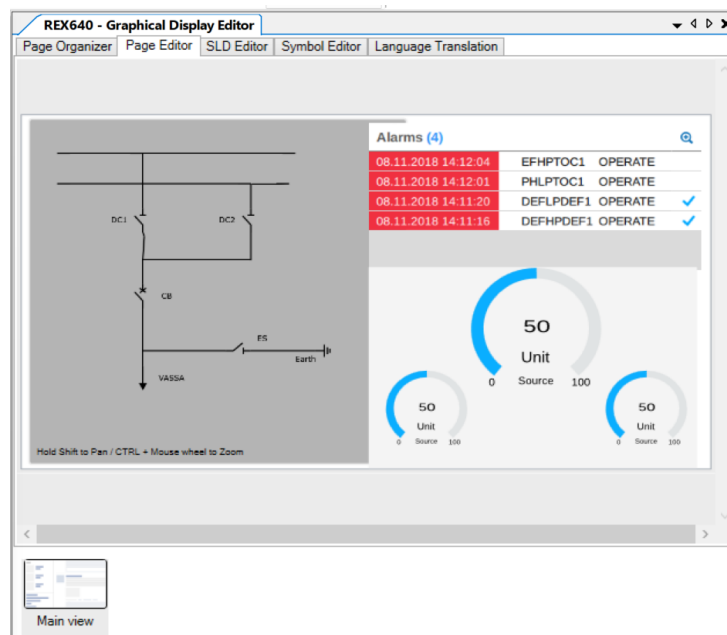 REX640 - Graphical Display Editor
Page Organizer Page Editor SLD Editor Symbol Editor Language Translation
Alarms (4)
08.11.2018 14:12:04 EFHPTOC1 OPERATE
08.11.2018 14:12:01 PHLPTOC1 OPERATE
08.11.2018 14:11:20 DEFLPDEF1 OPERATE
08.11.2018 14:11:16 DEFHPDEF1 OPERATE
DC1 DC2
CB
ES
Earth
VASSA
Hold Shift to Pan / CTRL + Mouse wheel to Zoom
50
Unit
0 Source 100
50
Unit
0 Source 100
50
Unit
0 Source 100
Main view